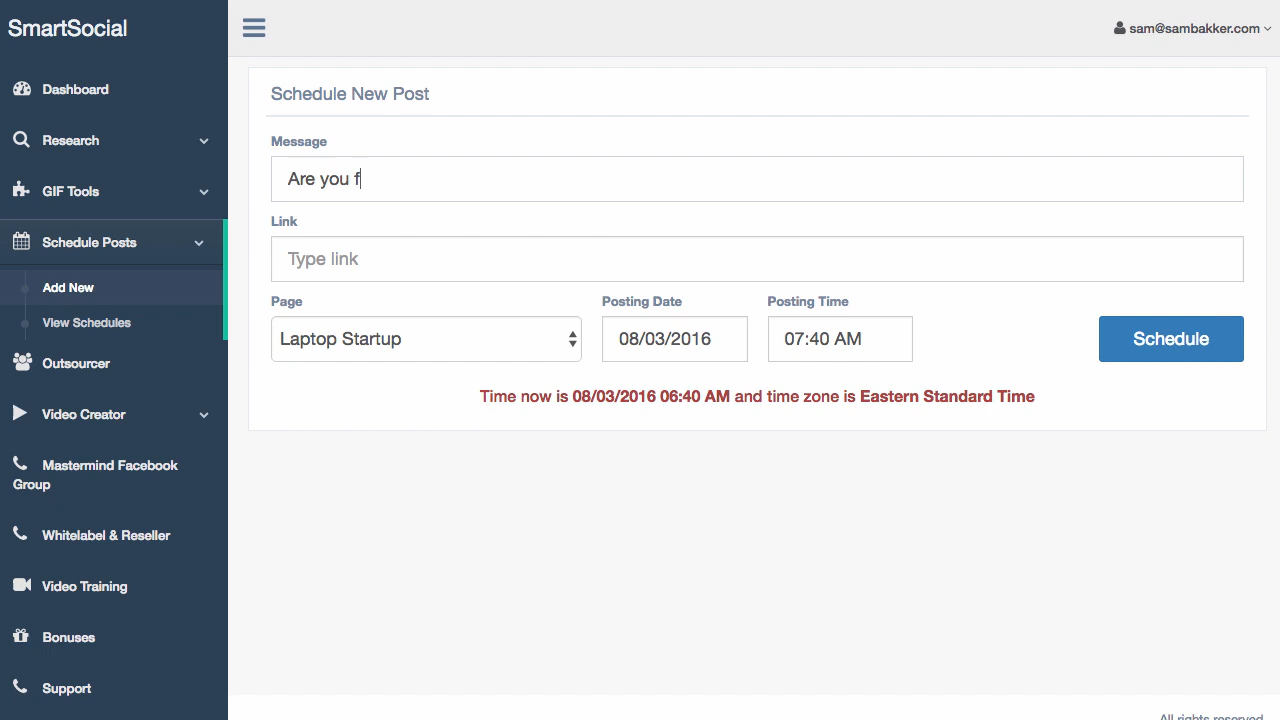 SmartSocial
sam@sambakker.com
Dashboard
Research
GIF Tools
Schedule Posts
Add New
View Schedules
Outsourcer
Video Creator
Mastermind Facebook
Group
Whitelabel & Reseller
Video Training
Bonuses
Support
Schedule New Post
Message
Are you f
Link
Type link
Page
Posting Date
Posting Time
Laptop Startup
08/03/2016
07:40 AM
Schedule
Time now is 08/03/2016 06:40 AM and time zone is Eastern Standard Time
All rights reserved